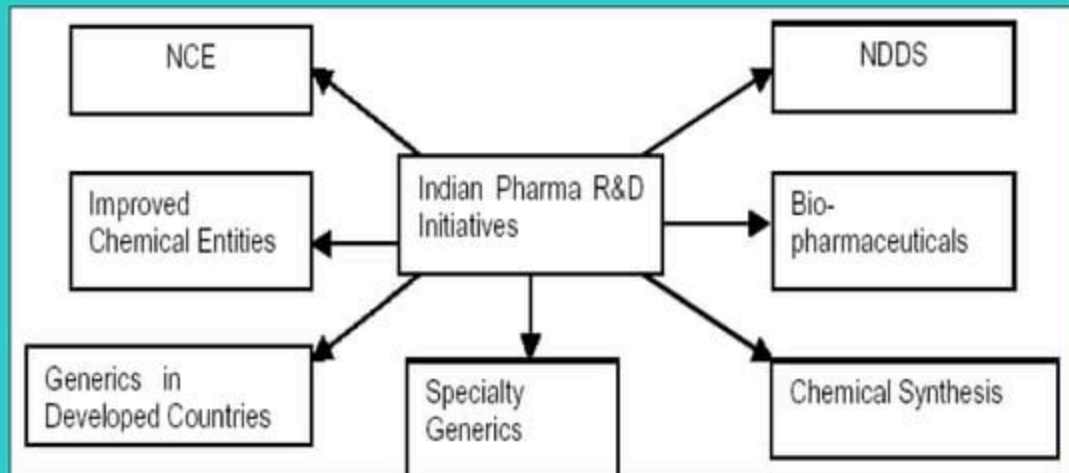 NCE
NDDS
Indian Pharma R&D
Initiatives
Improved
Chemical Entities
Bio-
pharmaceuticals
Generics in
Developed Countries
Specialty
Generics
Chemical Synthesis